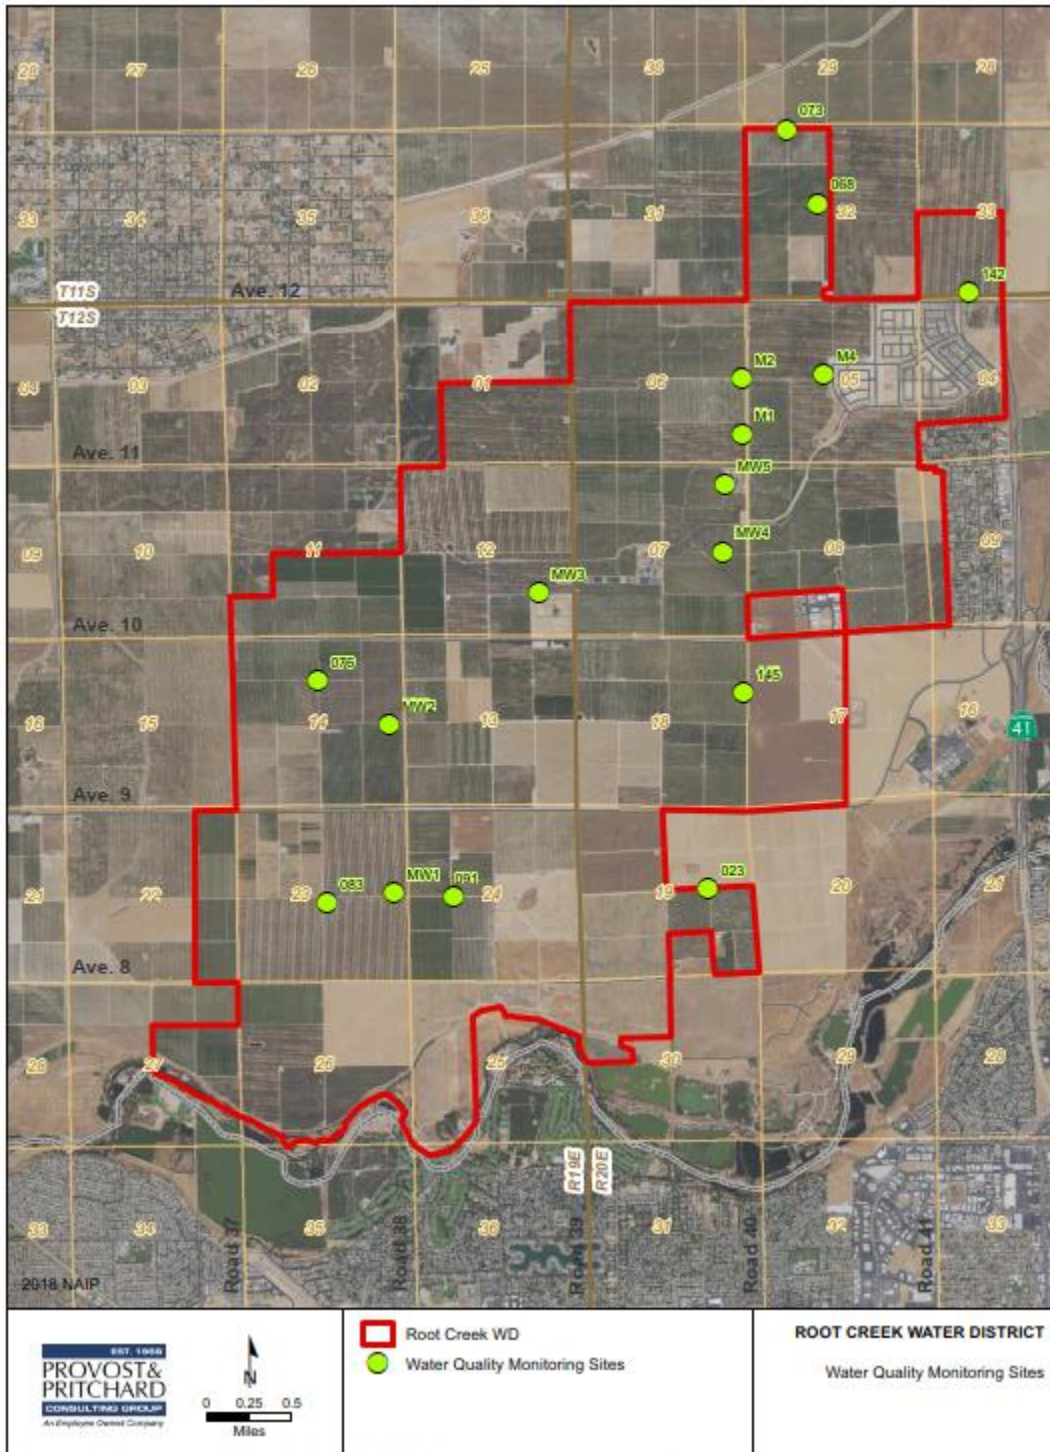 28 27 26 25 30 29 28
073
068
33 34 35 36 31 32 33
142
T11S Ave. 12
T12S
M2 M4
04 03 02 01 06 05 04
M1
Ave. 11
MW5
MW4
09 10 11 12 07 08 09
MW3
Ave. 10
075
145
MW2
16 15 14 13 18 17 16
41
Ave. 9
21 22 23 083 MW1 091 24 19 023 20 21
Ave. 8
26 27 26 25 30 29 28
R19E R20E
33 34 35 36 31 32 33
Road 37 Road 38 Road 39 Road 40 Road 41
2018 NAIP
EST. 1968
PROVOST&
PRITCHARD
CONSULTING GROUP
An Employee Owned Company
N
0 0.25 0.5
Miles
Root Creek WD
Water Quality Monitoring Sites
ROOT CREEK WATER DISTRICT
Water Quality Monitoring Sites